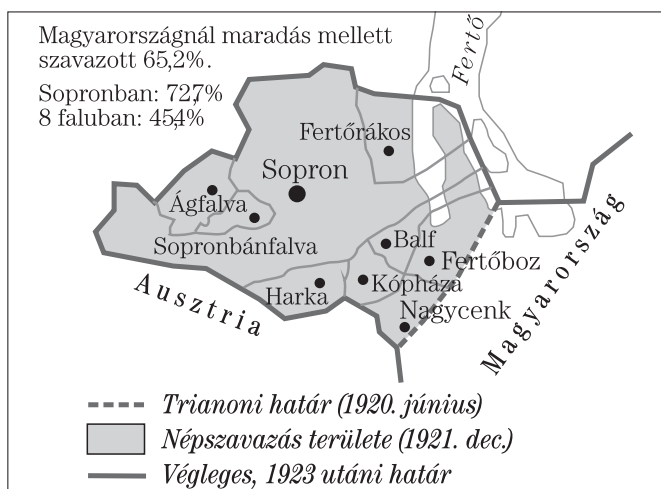 Magyarországnál maradás mellett
szavazott 65,2%.
Sopronban: 72,7%
8 faluban: 45,4%
Fertő
Fertőrákos
Sopron
Ágfalva
Sopronbánfalva
Balf
Fertőboz
Kópháza
Harka
Nagycenk
Ausztria
Magyarország
Trianoni határ (1920. június)
Népszavazás területe (1921. dec.)
Végleges, 1923 utáni határ